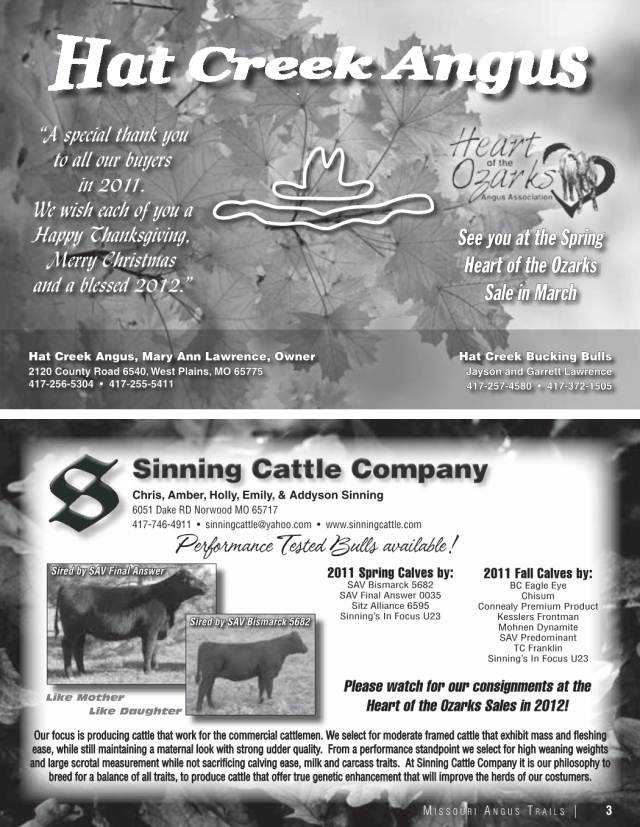 Hat Creek Angus
"A special thank you
to all our buyers
in 2011.
We wish each of you a
Happy Thanksgiving,
Merry Christmas
and a blessed 2012."
Heart
of the
Ozarks
Angus Association
See you at the Spring
Heart of the Ozarks
Sale in March
Hat Creek Angus, Mary Ann Lawrence, Owner
2120 County Road 6540, West Plains, MO 65775
417-256-5304 • 417-255-5411
Hat Creek Bucking Bulls
Jayson and Garrett Lawrence
417-257-4580 • 417-372-1505
S
Sinning Cattle Company
Chris, Amber, Holly, Emily, & Addyson Sinning
6051 Dake RD Norwood MO 65717
417-746-4911 • sinningcattle@yahoo.com • www.sinningcattle.com
Performance Tested Bulls available!
Sired by SAV Final Answer
Sired by SAV Bismarck 5682
Like Mother
Like Daughter
2011 Spring Calves by:
SAV Bismarck 5682
SAV Final Answer 0035
Sitz Alliance 6595
Sinning's In Focus U23
2011 Fall Calves by:
BC Eagle Eye
Chisum
Connealy Premium Product
Kesslers Frontman
Mohnen Dynamite
SAV Predominant
TC Franklin
Sinning's In Focus U23
Please watch for our consignments at the
Heart of the Ozarks Sales in 2012!
Our focus is producing cattle that work for the commercial cattlemen. We select for moderate framed cattle that exhibit mass and fleshing
ease, while still maintaining a maternal look with strong udder quality. From a performance standpoint we select for high weaning weights
and large scrotal measurement while not sacrificing calving ease, milk and carcass traits. At Sinning Cattle Company it is our philosophy to
breed for a balance of all traits, to produce cattle that offer true genetic enhancement that will improve the herds of our costumers.
Missouri Angus Trails | 3